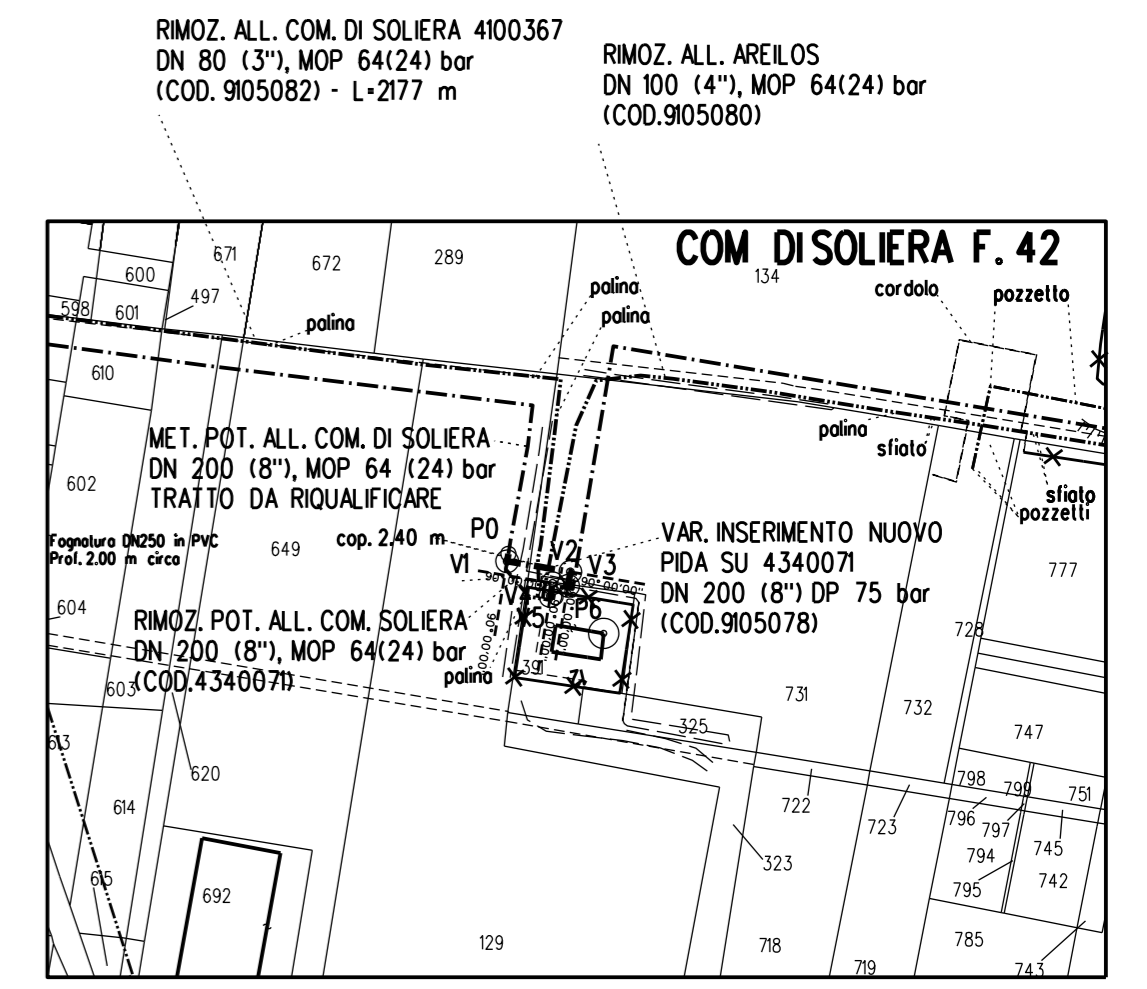 RIMOZ. ALL. COM. DI SOLIERA 4100367
DN 80 (3"), MOP 64(24) bar
(COD. 9105082) - L=2177 m
RIMOZ. ALL. AREILOS
DN 100 (4"), MOP 64(24) bar
(COD.9105080)
COM DI SOLIERA F. 42
671
672
289
134
600
497
598
601
palina
palina
palina
cordolo
pozzetto
610
palina
sfiato
MET. POT. ALL. COM. DI SOLIERA
DN 200 (8"), MOP 64 (24) bar
TRATTO DA RIQUALIFICARE
602
sfiato
pozzetti
Fognatura DN250 in PVC
Prof. 2.00 m circa
649
cop. 2.40 m
P0
V1
V2
V3
P6
VAR. INSERIMENTO NUOVO
PIDA SU 4340071
DN 200 (8") DP 75 bar
(COD.9105078)
777
604
RIMOZ. POT. ALL. COM. SOLIERA
DN 200 (8"), MOP 64(24) bar
(COD.4340071)
palina
603
728
731
732
325
747
613
620
614
722
723
798
799
751
796
797
745
323
794
795
742
615
692
129
718
719
785
743